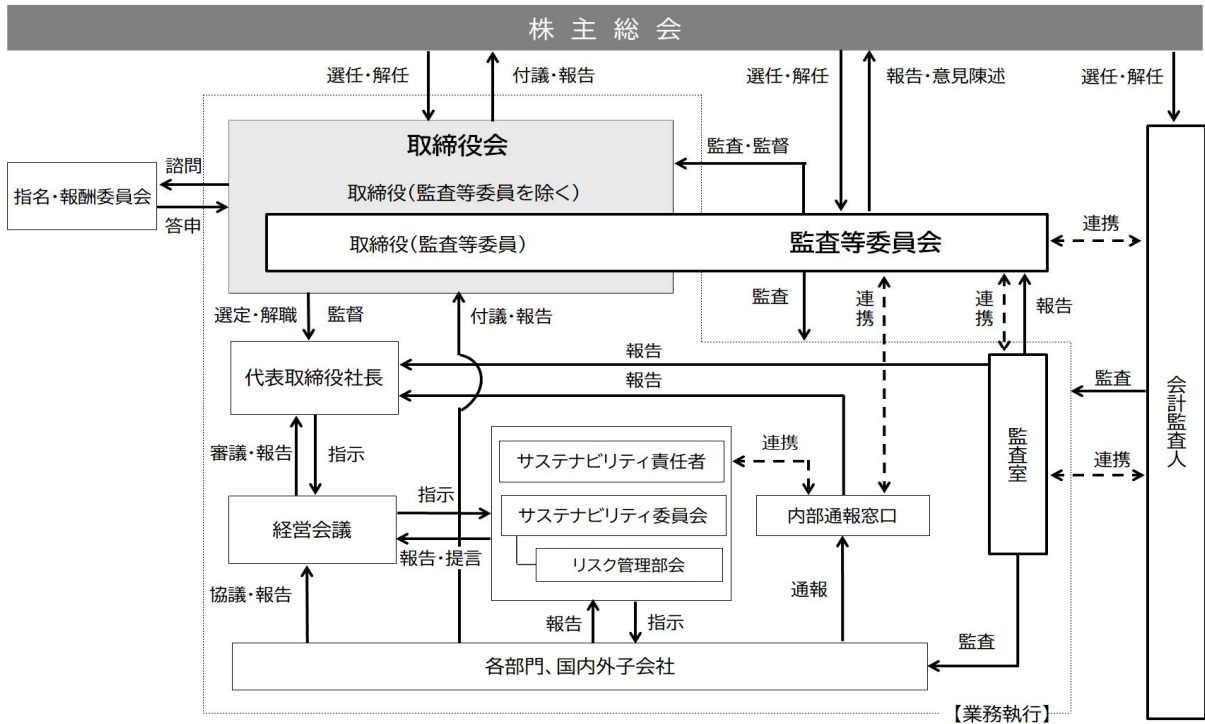 株主総会
選任・解任
付議・報告
選任・解任
報告・意見陳述
選任・解任
取締役会
監査・監督
諮問
指名・報酬委員会
答申
取締役(監査等委員を除く)
取締役(監査等委員)
監査等委員会
連携
選定・解職
監督
付議・報告
監査
連携
連携
報告
代表取締役社長
報告
報告
監査
会計監査人
審議・報告
指示
サステナビリティ責任者
連携
監査室
連携
経営会議
指示
報告・提言
サステナビリティ委員会
リスク管理部会
内部通報窓口
協議・報告
報告
指示
通報
監査
各部門、国内外子会社
【業務執行】